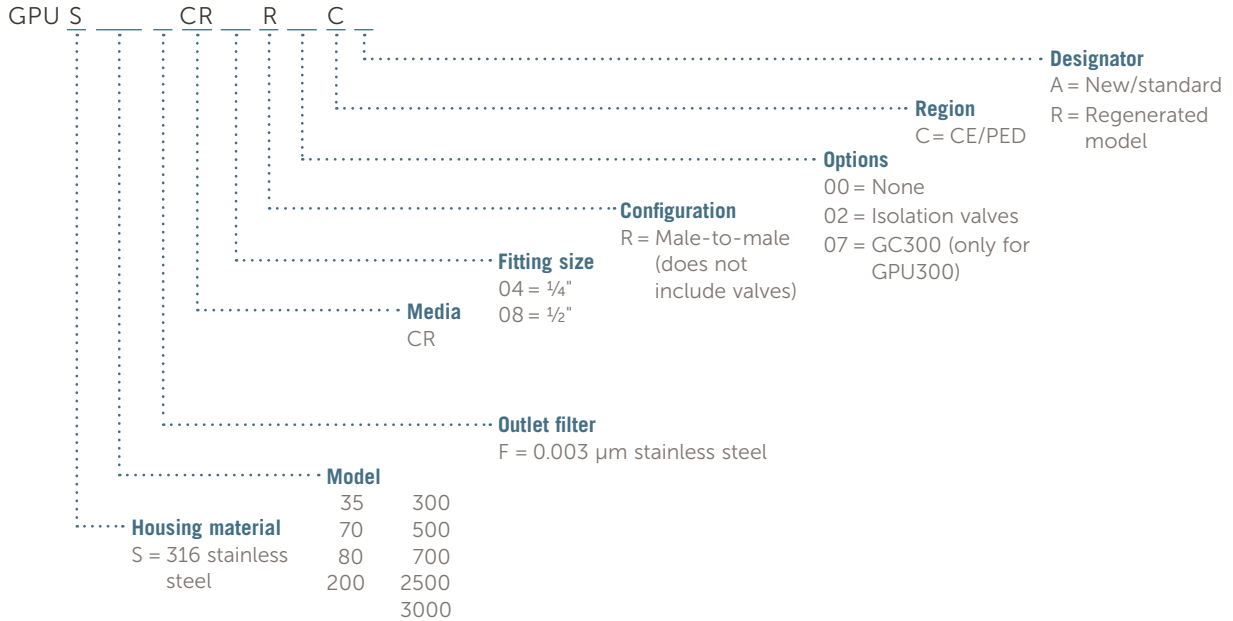 GPU S CR R C
Designator
A = New/standard
R = Regenerated
model
Region
C= CE/PED
Options
00 = None
02 = Isolation valves
07 = GC300 (only for
GPU300)
Configuration
R = Male-to-male
(does not
include valves)
Fitting size
04 = ¼"
08 = ½"
Media
CR
Outlet filter
F = 0.003 µm stainless steel
Model
35 300
70 500
80 700
200 2500
3000
Housing material
S = 316 stainless
steel